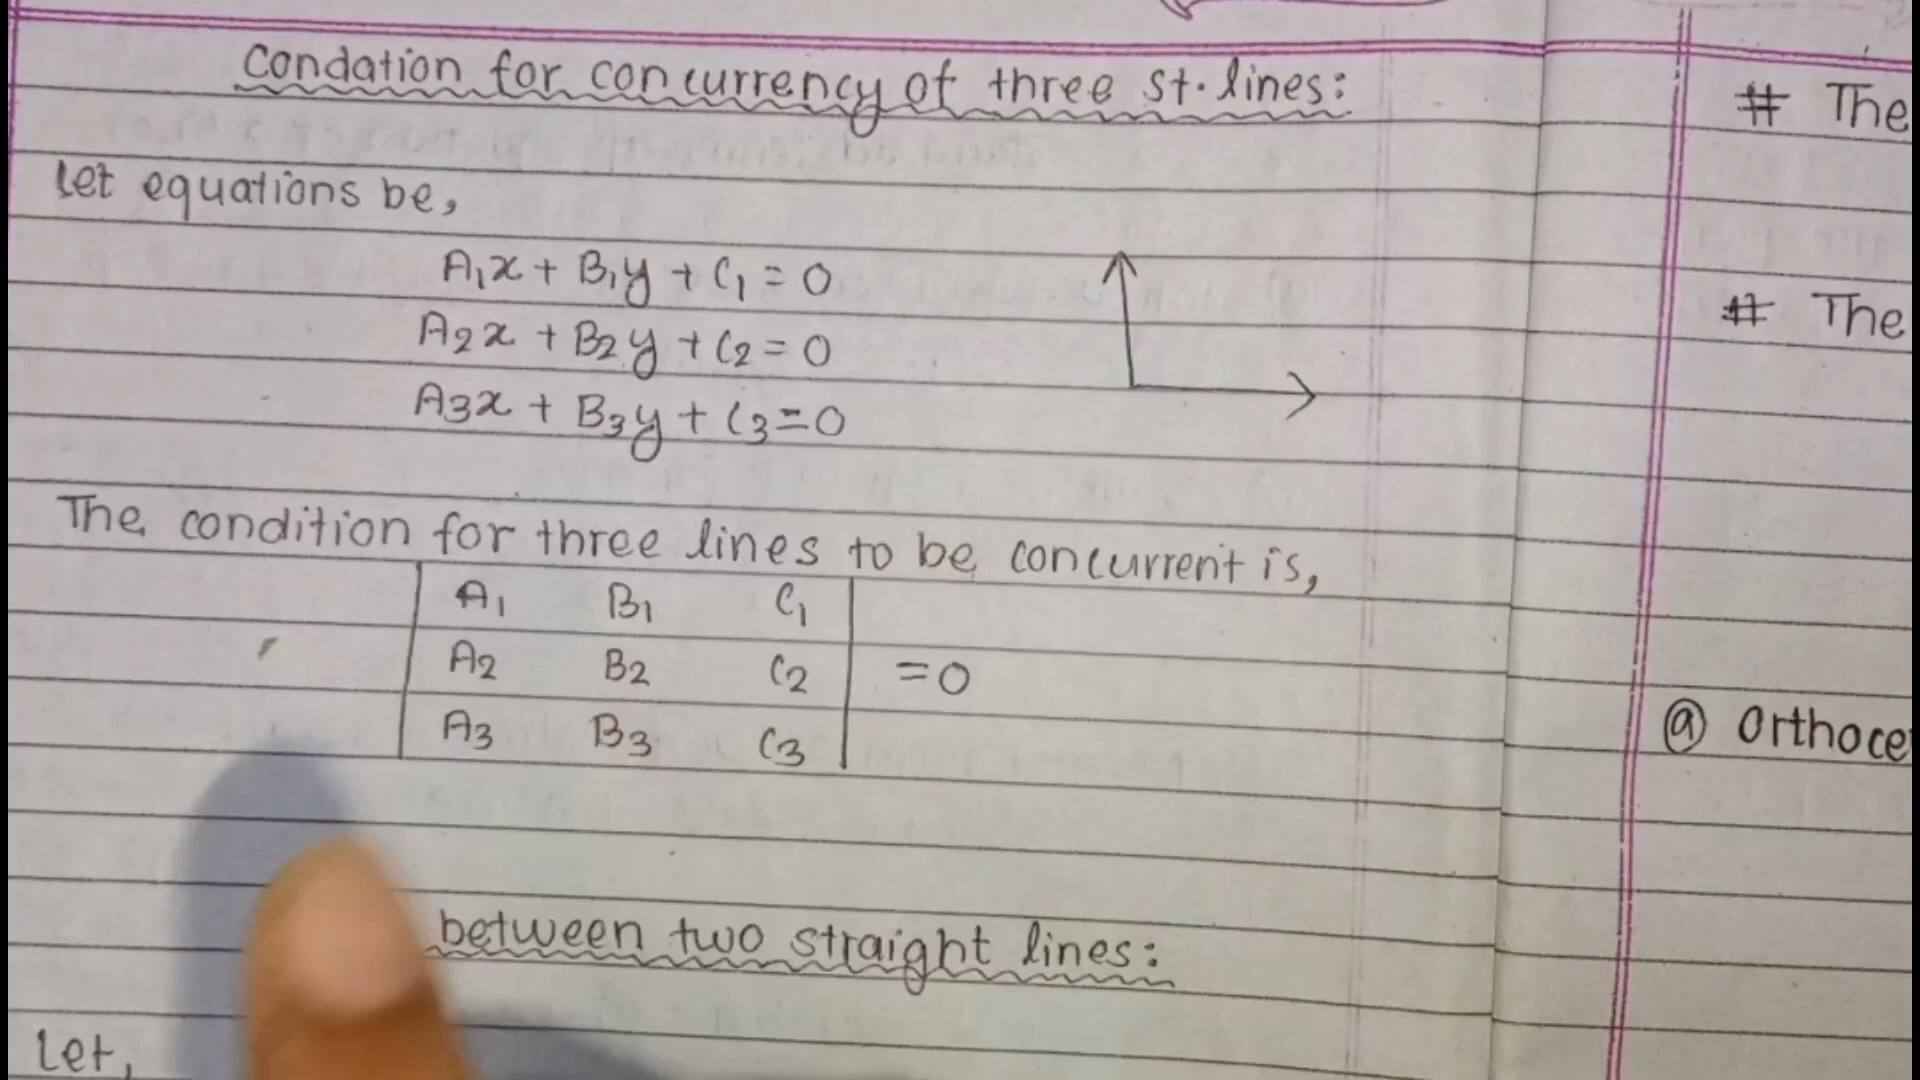 Condation for concurrency of three st. lines:
Let equations be,
A₁x + B₁y + C₁ = 0
A₂x + B₂y + C₂ = 0
A₃x + B₃y + C₃ = 0
The condition for three lines to be concurrent is,
A₁ B₁ C₁
A₂ B₂ C₂ = 0
A₃ B₃ C₃
between two straight lines:
Let,
# The
# The
ⓐ Orthoce